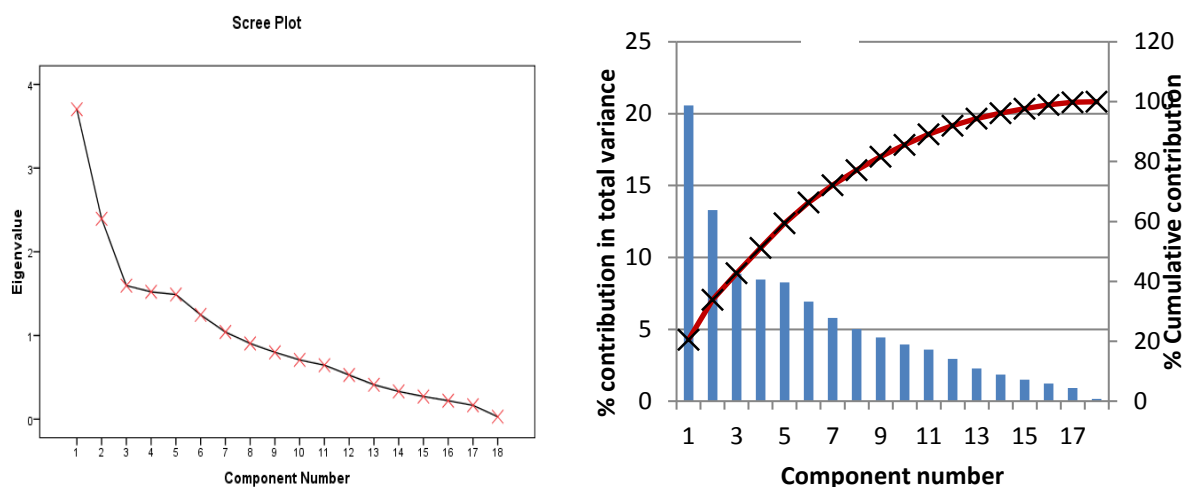 Scree Plot
Eigenvalue
4
3
2
1
0
1 2 3 4 5 6 7 8 9 10 11 12 13 14 15 16 17 18
Component Number
% contribution in total variance
25
20
15
10
5
0
1 3 5 7 9 11 13 15 17
Component number
120
100
80
60
40
20
0
% Cumulative contribution